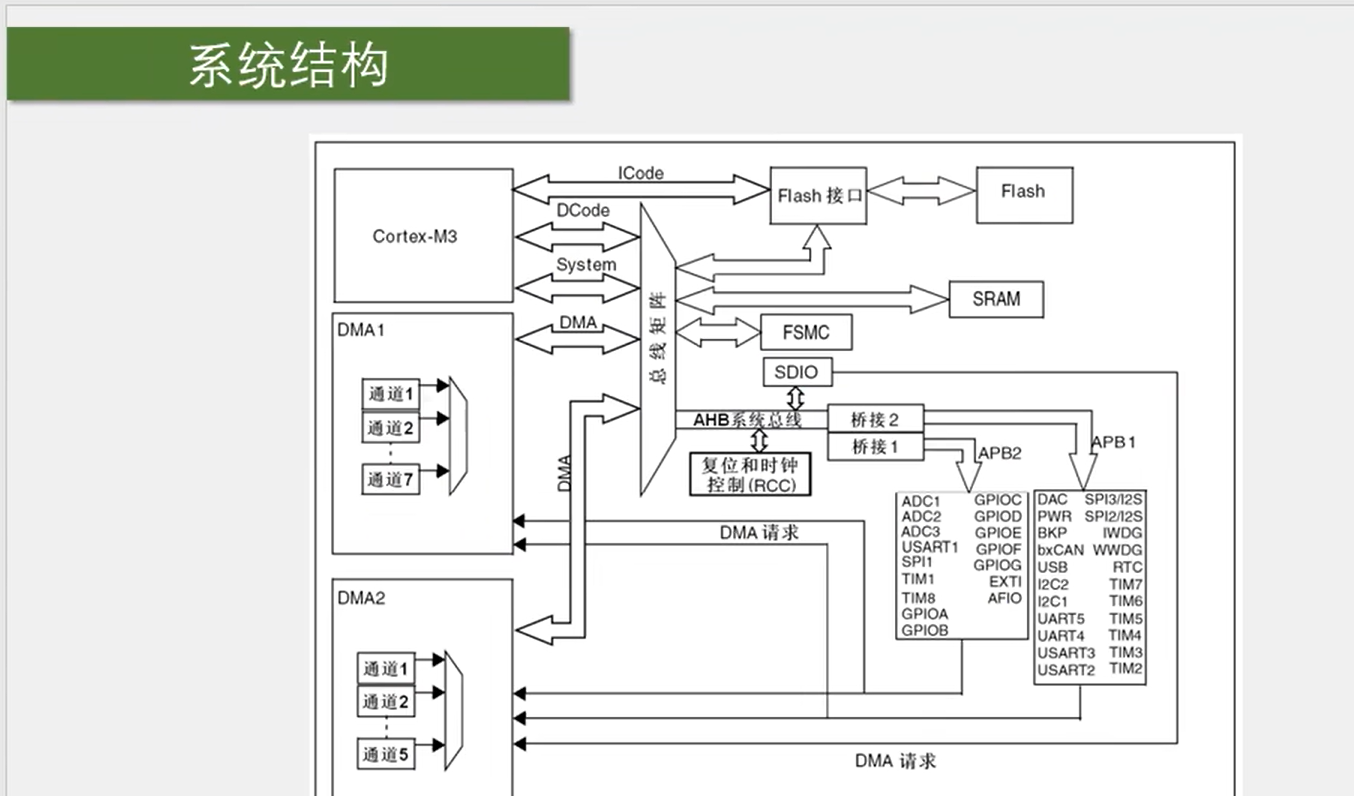 系统结构
ICode
Flash 接口
Flash
DCode
Cortex-M3
System
总线矩阵
SRAM
DMA1
DMA
FSMC
SDIO
通道1
通道2
通道7
AHB系统总线
桥接2
桥接1
APB1
APB2
复位和时钟
控制(RCC)
DMA
DMA 请求
ADC1 GPIOC
ADC2 GPIOD
ADC3 GPIOE
USART1 GPIOF
SPI1 GPIOG
TIM1 EXTI
TIM8 AFIO
GPIOA
GPIOB
DAC SPI3/I2S
PWR SPI2/I2S
BKP IWDG
bxCAN WWDG
USB RTC
I2C2 TIM7
I2C1 TIM6
UART5 TIM5
UART4 TIM4
USART3 TIM3
USART2 TIM2
DMA2
通道1
通道2
通道5
DMA 请求